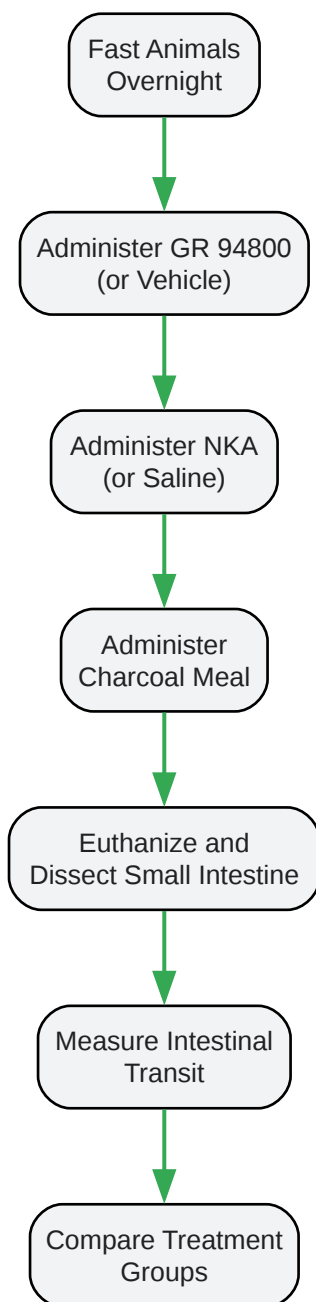 Fast Animals
Overnight
Administer GR 94800
(or Vehicle)
Administer NKA
(or Saline)
Administer
Charcoal Meal
Euthanize and
Dissect Small Intestine
Measure Intestinal
Transit
Compare Treatment
Groups